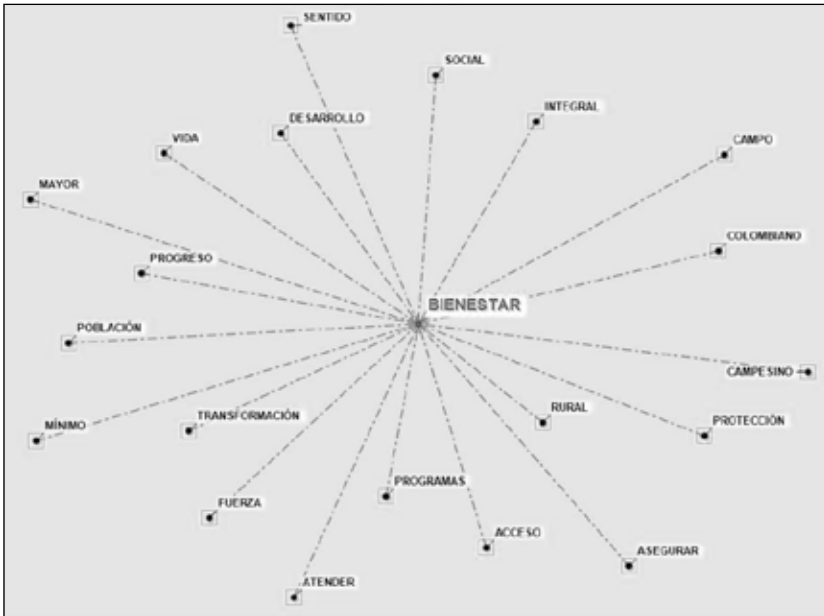 SENTIDO
SOCIAL
INTEGRAL
DESARROLLO
VIDA
CAMPO
MAYOR
COLOMBIANO
PROGRESO
BIENESTAR
POBLACIÓN
CAMPESINO
RURAL
TRANSFORMACIÓN
PROTECCIÓN
MÍNIMO
PROGRAMAS
FUERZA
ACCESO
ASEGURAR
ATENDER